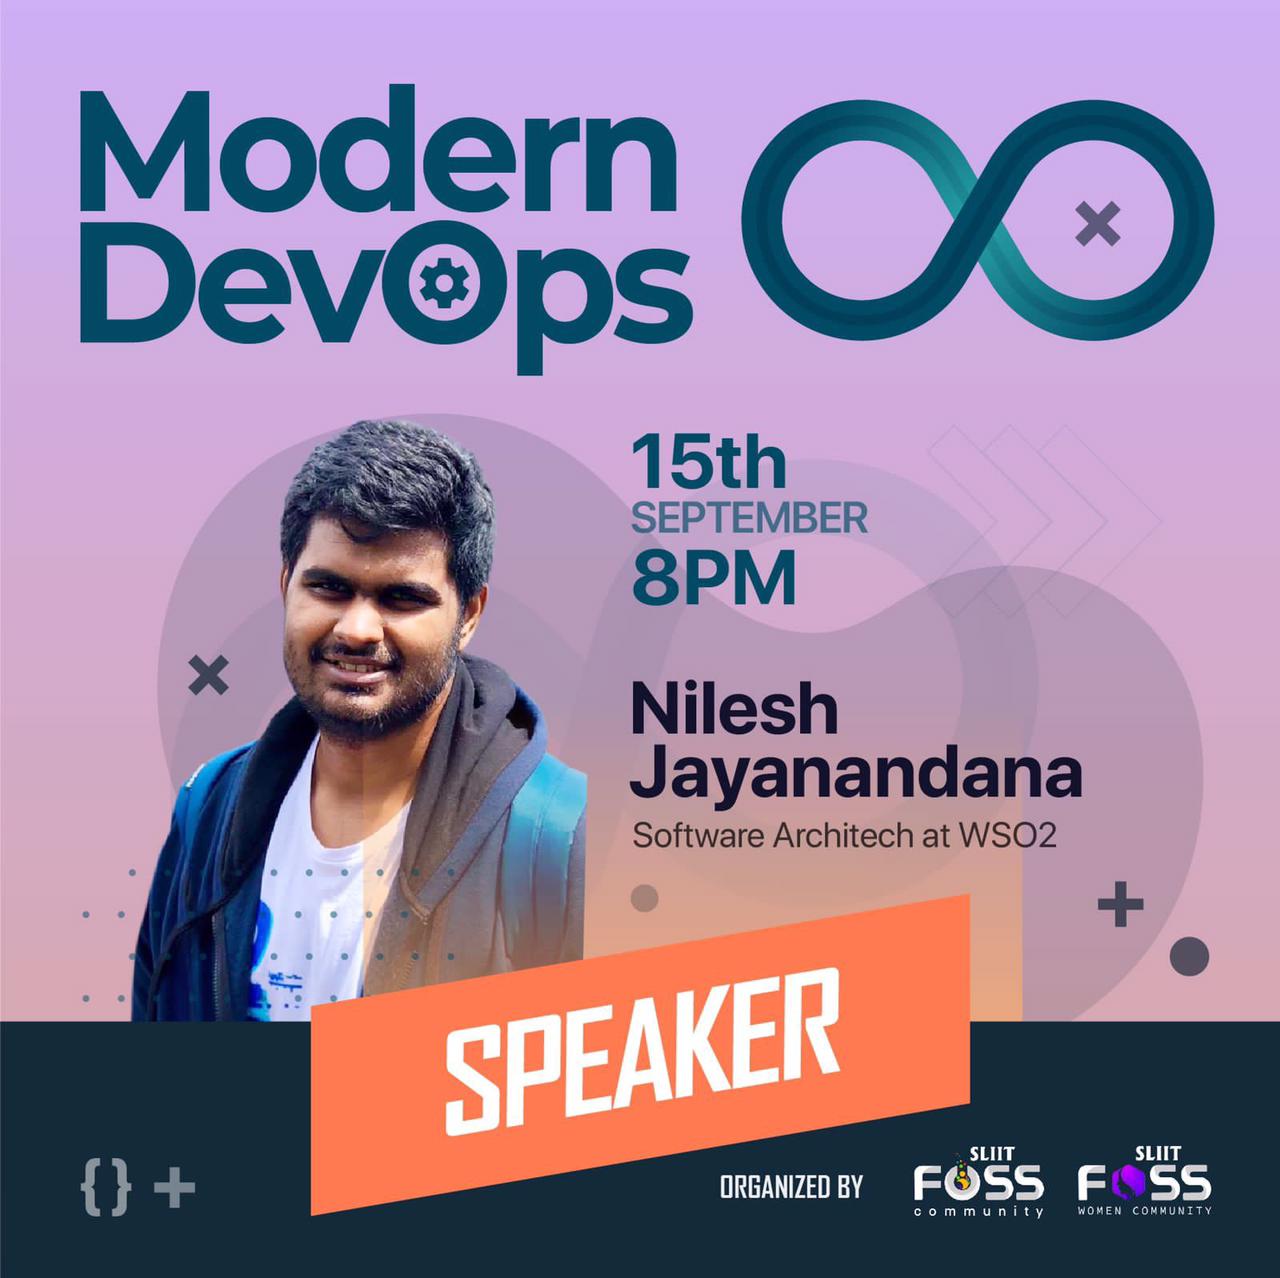 Modern
DevOps
15th
SEPTEMBER
8PM
Nilesh
Jayanandana
Software Architech at WSO2
SPEAKER
{} +
ORGANIZED BY
SLIIT
FOSS
community
SLIIT
FOSS
WOMEN COMMUNITY